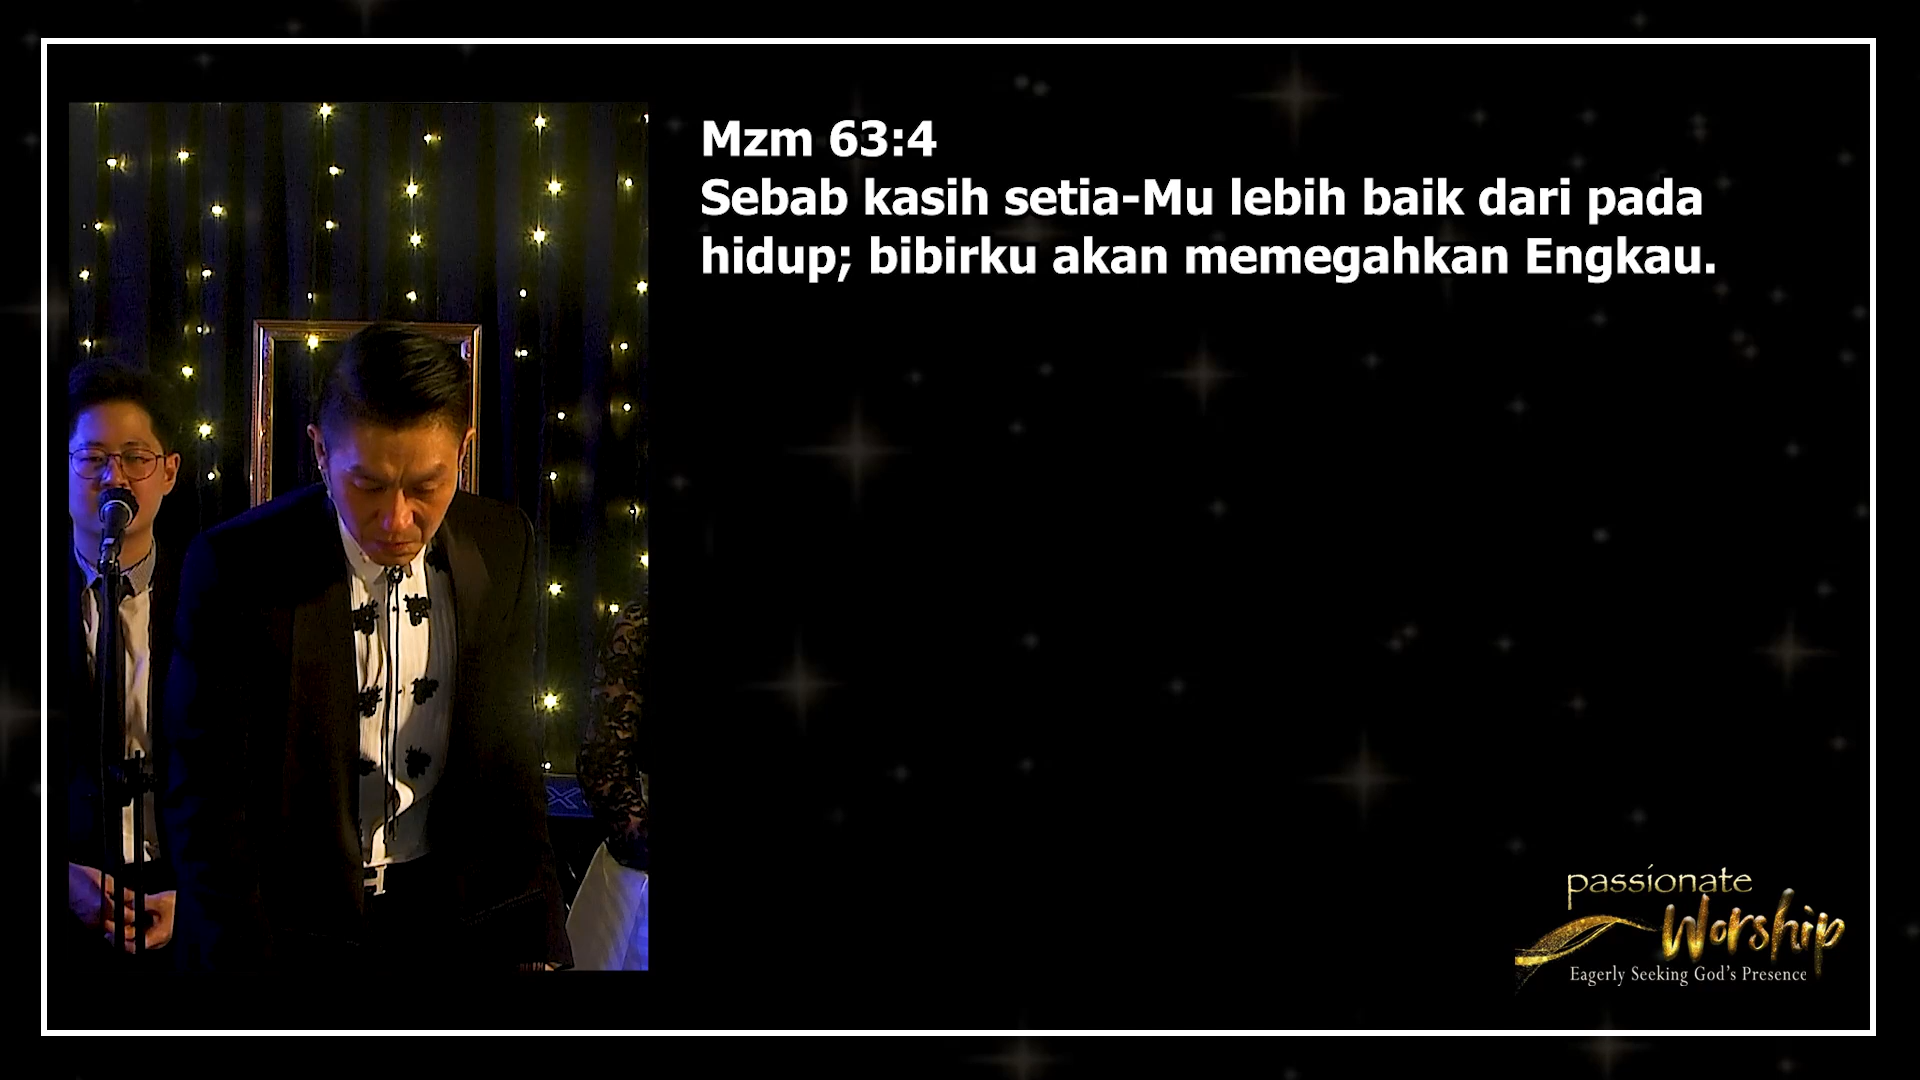 Mzm 63:4
Sebab kasih setia-Mu lebih baik dari pada
hidup; bibirku akan memegahkan Engkau.
passionate
Worship
Eagerly Seeking God's Presence